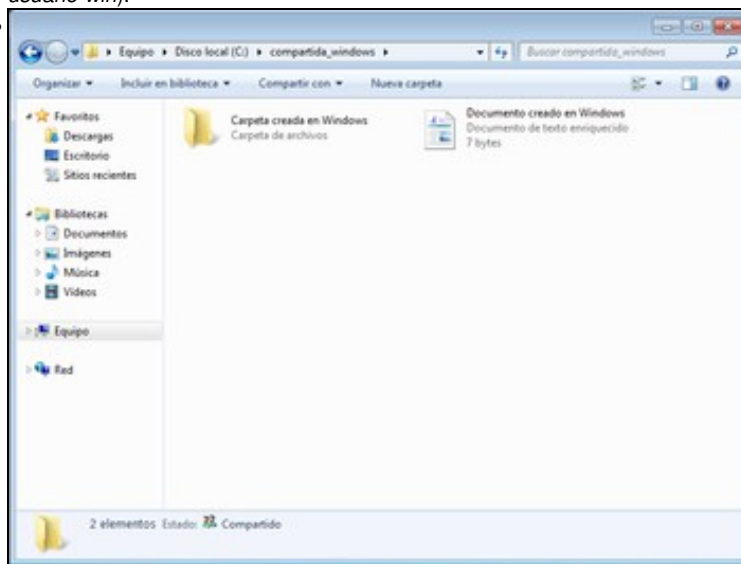 usuario-win).
Equipo ▸ Disco local (C:) ▸ compartida_windows ▸
Buscar compartida_windows
Organizar
Incluir en biblioteca
Compartir con
Nueva carpeta
Favoritos
Descargas
Escritorio
Sitios recientes
Bibliotecas
Documentos
Imágenes
Música
Vídeos
Equipo
Red
Carpeta creada en Windows
Carpeta de archivos
Documento creado en Windows
Documento de texto enriquecido
7 bytes
2 elementos Estado: Compartido